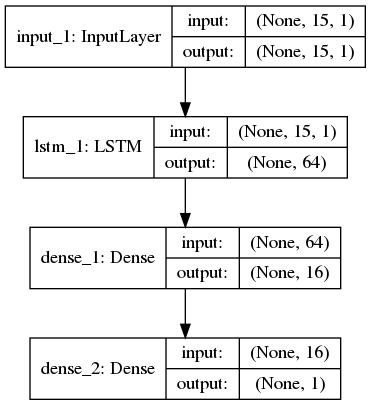 input_1: InputLayer
input: (None, 15, 1)
output: (None, 15, 1)
lstm_1: LSTM
input: (None, 15, 1)
output: (None, 64)
dense_1: Dense
input: (None, 64)
output: (None, 16)
dense_2: Dense
input: (None, 16)
output: (None, 1)